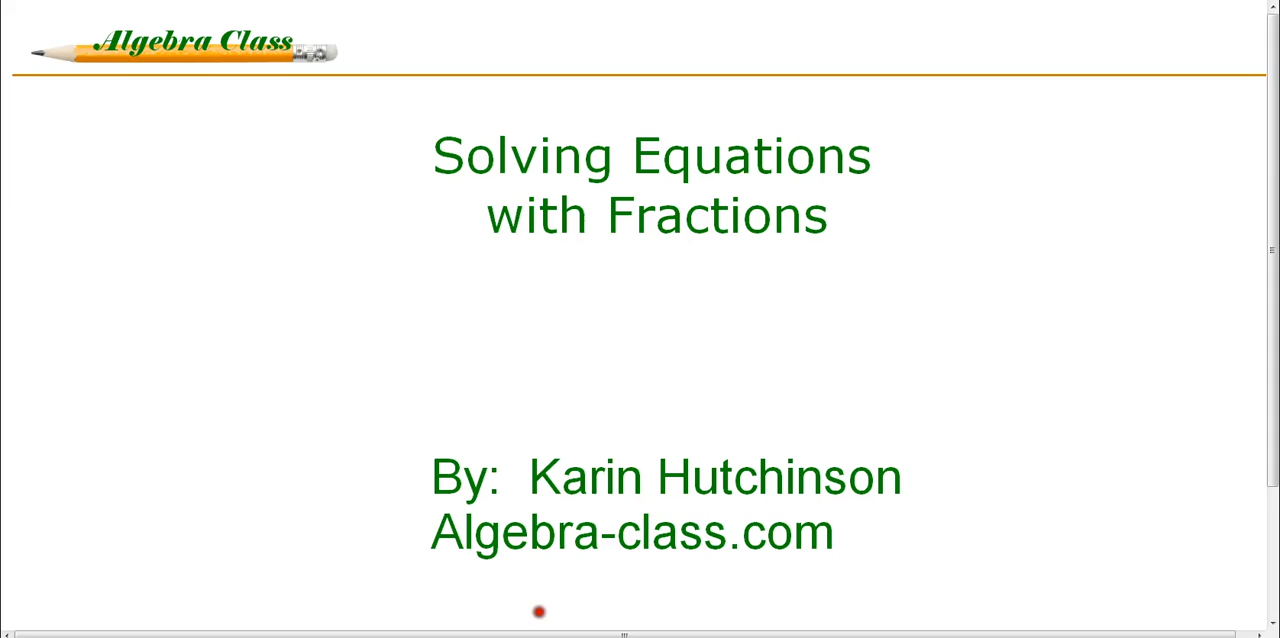 Algebra Class
Solving Equations
with Fractions
By: Karin Hutchinson
Algebra-class.com